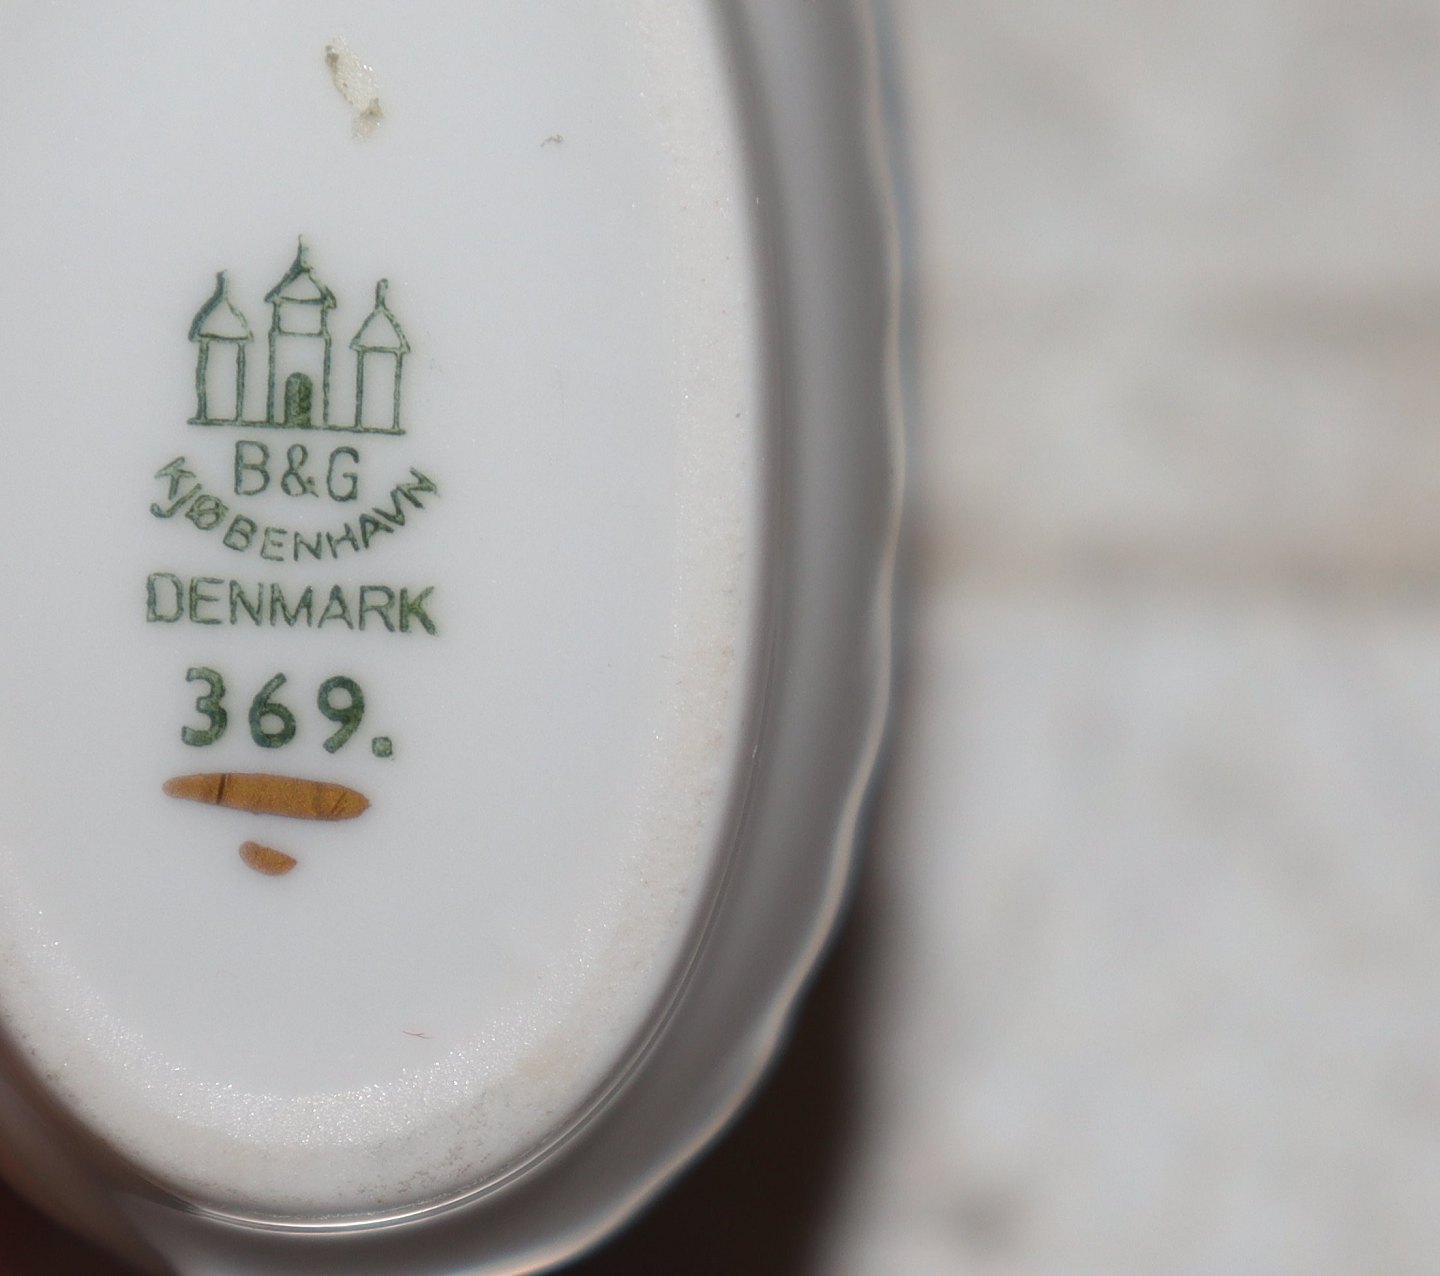 B&G
KJØBENHAVN
DENMARK
369.